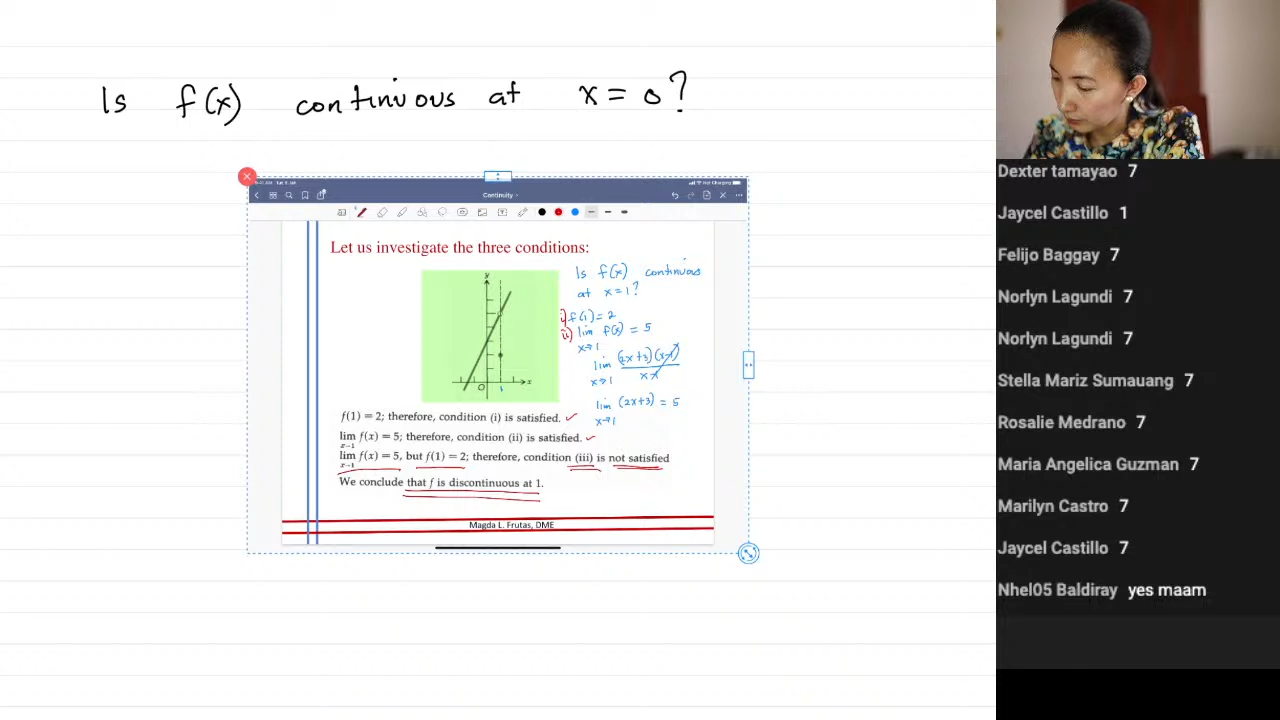 Is f(x) continuous at x = 0?
Continuity
Let us investigate the three conditions:
y
O
1
x
Is f(x) continuous
at x=1?
i) f(1) = 2
ii) lim f(x) = 5
x→1
lim (2x+3)(x-1)
x→1 x-1
lim (2x+3) = 5
x→1
f(1) = 2; therefore, condition (i) is satisfied. ✓
lim f(x) = 5; therefore, condition (ii) is satisfied. ✓
x→1
lim f(x) = 5, but f(1) = 2; therefore, condition (iii) is not satisfied
x→1
We conclude that f is discontinuous at 1.
Magda L. Frutas, DME
Dexter tamayao 7
Jaycel Castillo 1
Felijo Baggay 7
Norlyn Lagundi 7
Norlyn Lagundi 7
Stella Mariz Sumauang 7
Rosalie Medrano 7
Maria Angelica Guzman 7
Marilyn Castro 7
Jaycel Castillo 7
Nhel05 Baldiray yes maam